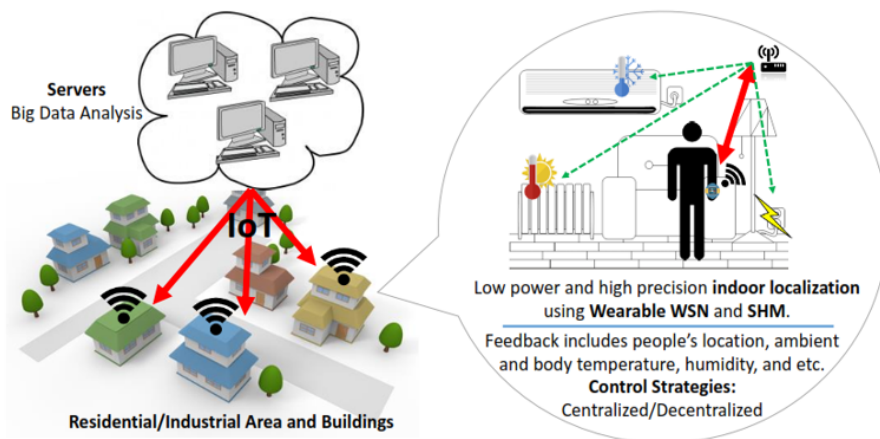 Servers
Big Data Analysis
IoT
Residential/Industrial Area and Buildings
Low power and high precision indoor localization
using Wearable WSN and SHM.
Feedback includes people's location, ambient
and body temperature, humidity, and etc.
Control Strategies:
Centralized/Decentralized